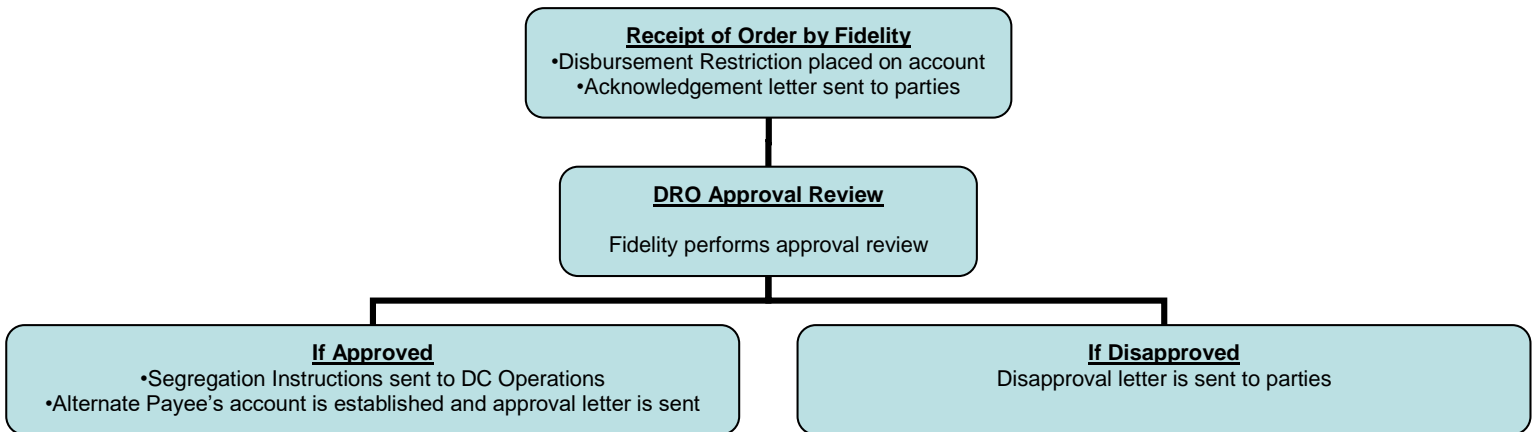 Receipt of Order by Fidelity
•Disbursement Restriction placed on account
•Acknowledgement letter sent to parties
DRO Approval Review
Fidelity performs approval review
If Approved
•Segregation Instructions sent to DC Operations
•Alternate Payee’s account is established and approval letter is sent
If Disapproved
Disapproval letter is sent to parties